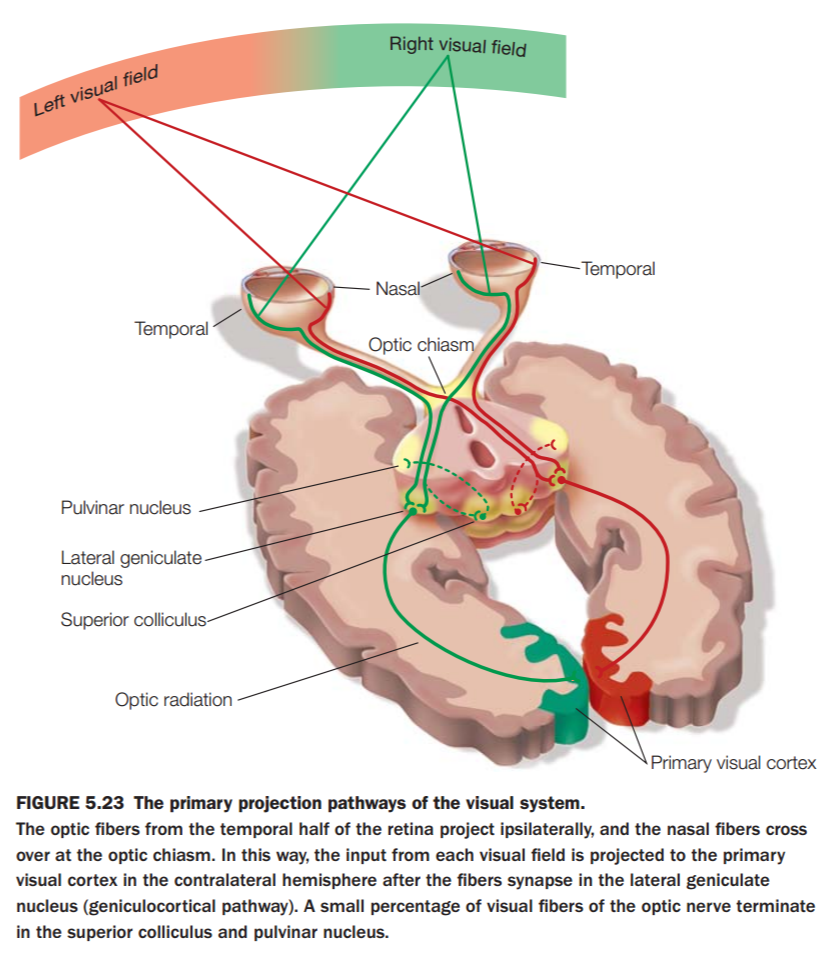 Right visual field
Left visual field
Temporal
Nasal
Temporal
Optic chiasm
Pulvinar nucleus
Lateral geniculate
nucleus
Superior colliculus
Optic radiation
Primary visual cortex
FIGURE 5.23 The primary projection pathways of the visual system.
The optic fibers from the temporal half of the retina project ipsilaterally, and the nasal fibers cross
over at the optic chiasm. In this way, the input from each visual field is projected to the primary
visual cortex in the contralateral hemisphere after the fibers synapse in the lateral geniculate
nucleus (geniculocortical pathway). A small percentage of visual fibers of the optic nerve terminate
in the superior colliculus and pulvinar nucleus.